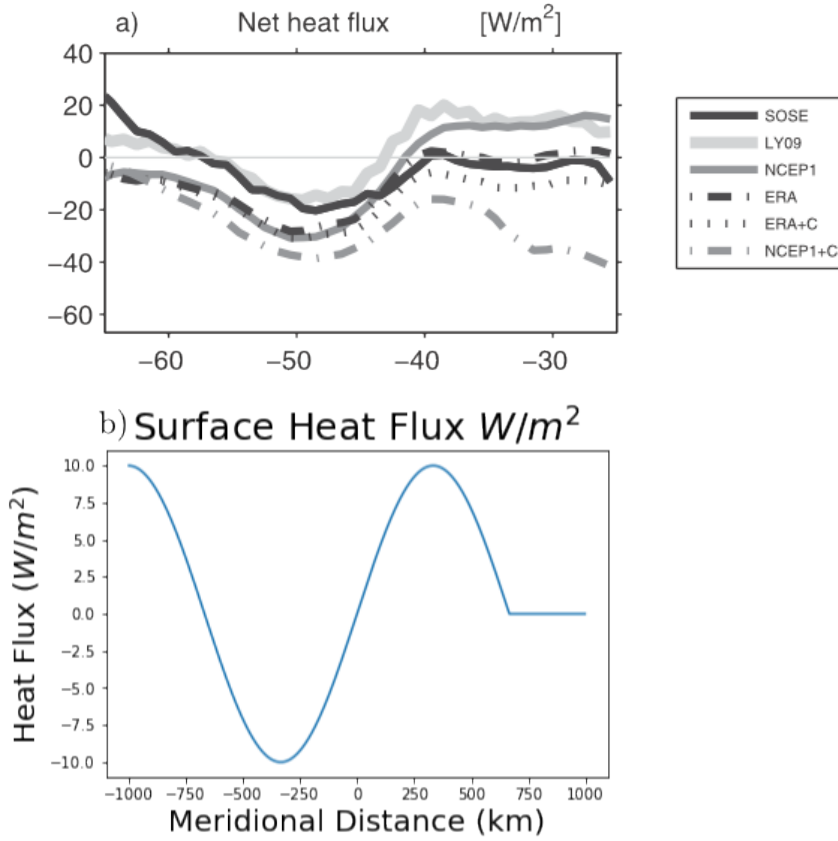 a) Net heat flux [W/m²]
40
20
0
−20
−40
−60
−60 −50 −40 −30
SOSE
LY09
NCEP1
ERA
ERA+C
NCEP1+C
b) Surface Heat Flux W/m²
Heat Flux (W/m²)
10.0
7.5
5.0
2.5
0.0
−2.5
−5.0
−7.5
−10.0
−1000 −750 −500 −250 0 250 500 750 1000
Meridional Distance (km)